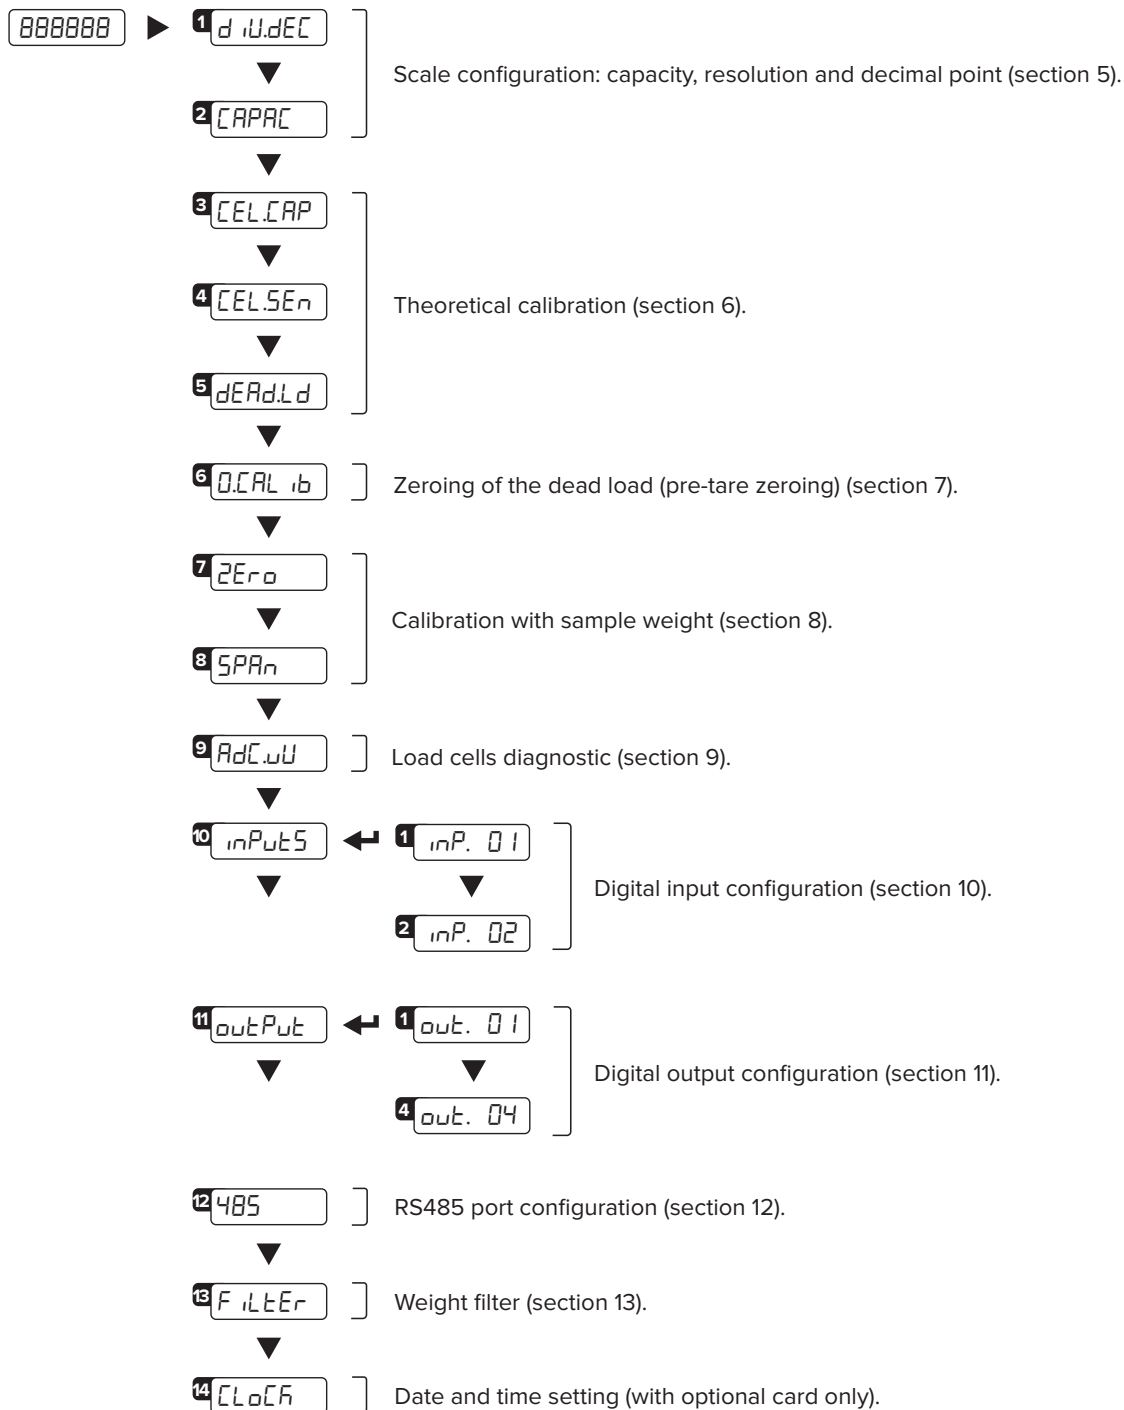 888888
1 diU.dEC
Scale configuration: capacity, resolution and decimal point (section 5).
2 CAPAC
3 CEL.CAP
4 CEL.SEn
Theoretical calibration (section 6).
5 dEAd.Ld
6 0.CALib
Zeroing of the dead load (pre-tare zeroing) (section 7).
7 ZEro
Calibration with sample weight (section 8).
8 SPAn
9 AdC.uU
Load cells diagnostic (section 9).
10 inPutS
1 inP. 01
Digital input configuration (section 10).
2 inP. 02
11 outPut
1 out. 01
Digital output configuration (section 11).
4 out. 04
12 485
RS485 port configuration (section 12).
13 FiLtEr
Weight filter (section 13).
14 CLoCK
Date and time setting (with optional card only).